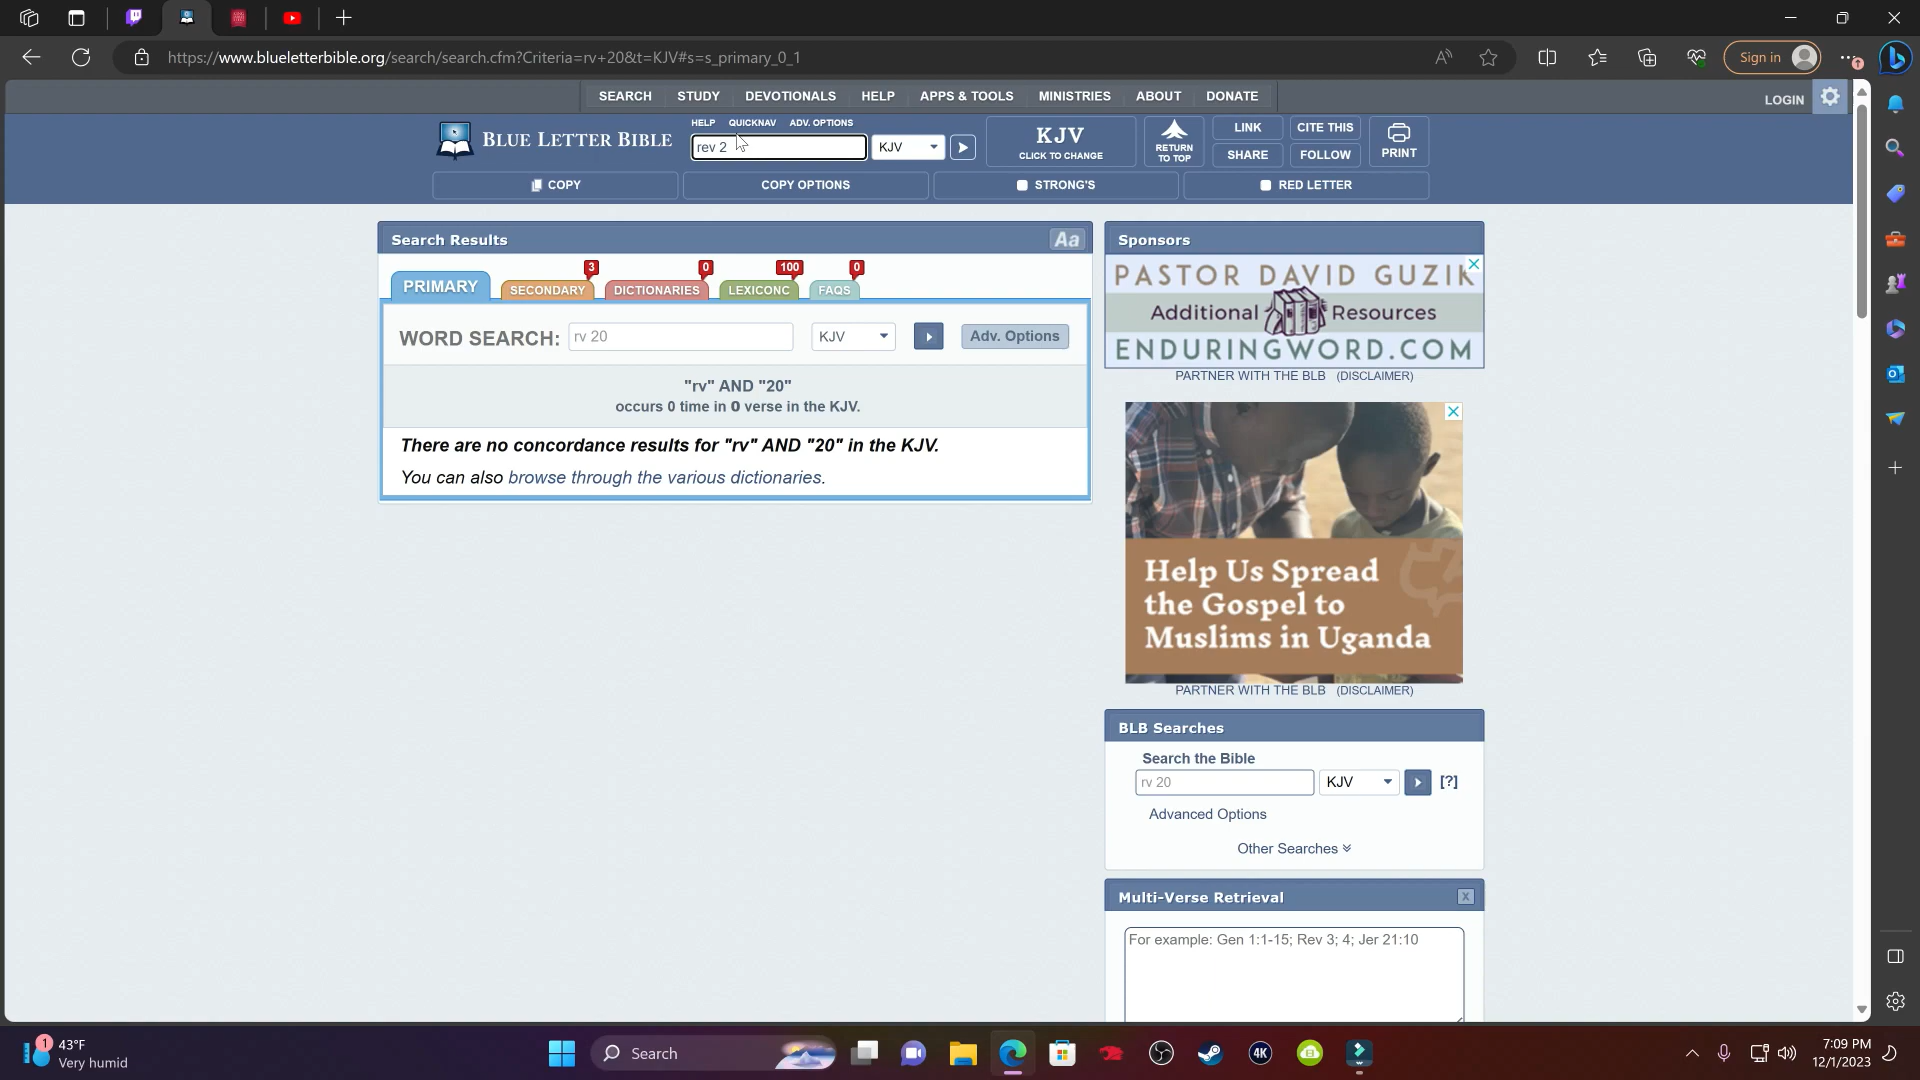 https://www.blueletterbible.org/search/search.cfm?Criteria=rv+20&t=KJV#s=s_primary_0_1
Sign in
SEARCH STUDY DEVOTIONALS HELP APPS & TOOLS MINISTRIES ABOUT DONATE
LOGIN
HELP QUICKNAV ADV. OPTIONS
BLUE LETTER BIBLE
rev 2
KJV
KJV
CLICK TO CHANGE
RETURN
TO TOP
LINK
CITE THIS
SHARE
FOLLOW
PRINT
COPY
COPY OPTIONS
STRONG'S
RED LETTER
Search Results
Aa
PRIMARY
SECONDARY
3
DICTIONARIES
0
LEXICONC
100
FAQS
0
WORD SEARCH:
rv 20
KJV
Adv. Options
"rv" AND "20"
occurs 0 time in 0 verse in the KJV.
There are no concordance results for "rv" AND "20" in the KJV.
You can also browse through the various dictionaries.
Sponsors
PASTOR DAVID GUZIK
Additional Resources
ENDURINGWORD.COM
PARTNER WITH THE BLB (DISCLAIMER)
Help Us Spread
the Gospel to
Muslims in Uganda
PARTNER WITH THE BLB (DISCLAIMER)
BLB Searches
Search the Bible
rv 20
KJV
[?]
Advanced Options
Other Searches
Multi-Verse Retrieval
X
For example: Gen 1:1-15; Rev 3; 4; Jer 21:10
1
43°F
Very humid
Search
4K
7:09 PM
12/1/2023